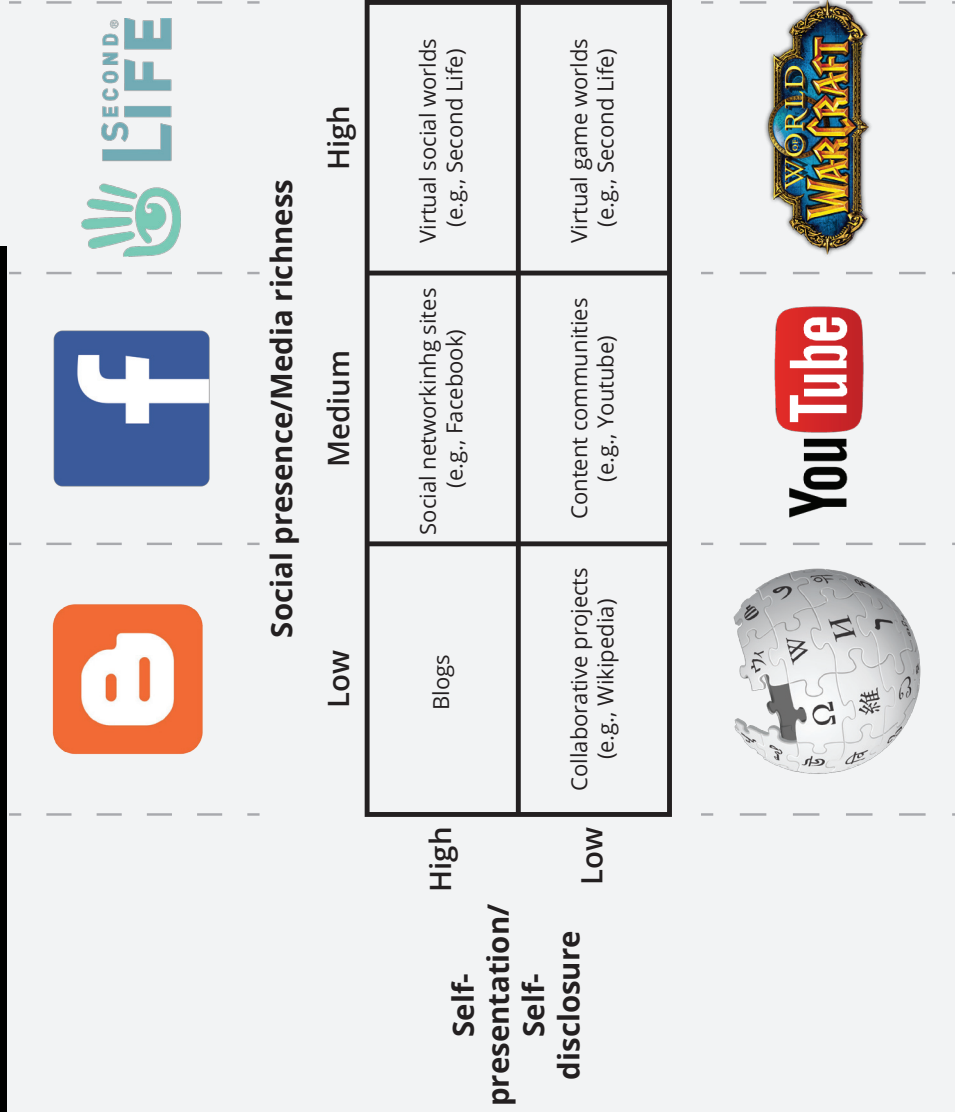 SECOND®
LIFE
Social presence/Media richness
Low
Medium
High
Self-
presentation/
Self-
disclosure
High
Blogs
Social networkinhg sites
(e.g., Facebook)
Virtual social worlds
(e.g., Second Life)
Low
Collaborative projects
(e.g., Wikipedia)
Content communities
(e.g., Youtube)
Virtual game worlds
(e.g., Second Life)
Ω
W
維
И
YouTube
WORLD
OF
WARCRAFT